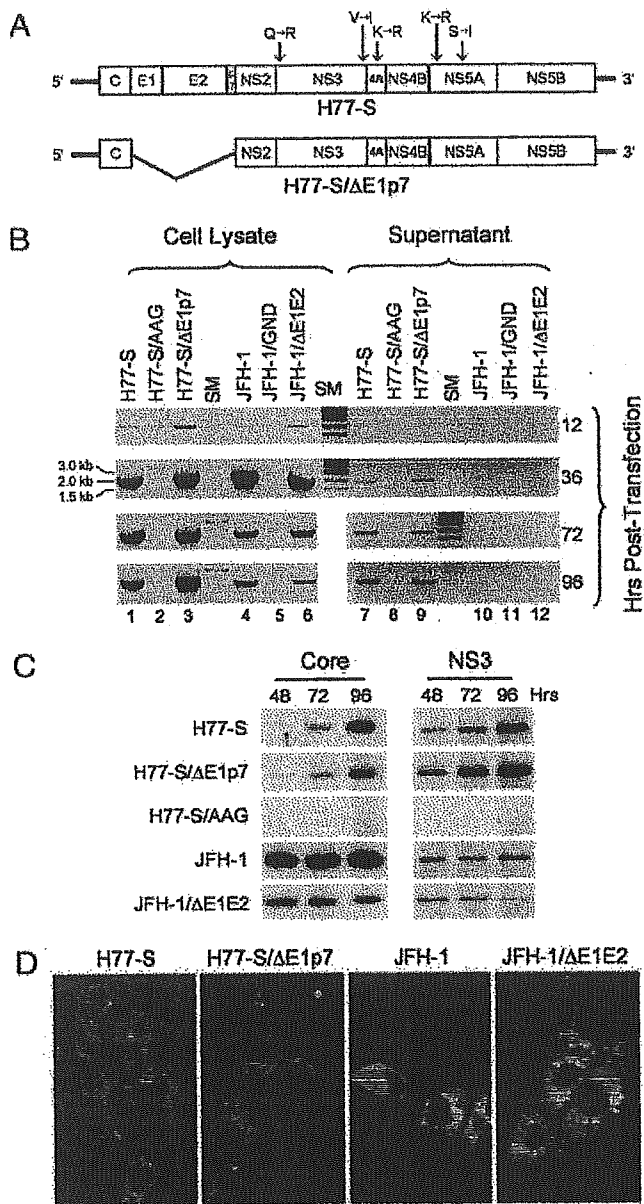 A
Q→R V→I K→R K→R S→I
5' C E1 E2 NS2 NS3 4A NS4B NS5A NS5B 3'
H77-S
5' C NS2 NS3 4A NS4B NS5A NS5B 3'
H77-S/ΔE1p7
B
Cell Lysate Supernatant
H77-S H77-S/AAG H77-S/ΔE1p7 SM JFH-1 JFH-1/GND JFH-1/ΔE1E2 SM H77-S H77-S/AAG H77-S/ΔE1p7 SM JFH-1 JFH-1/GND JFH-1/ΔE1E2
12
3.0 kb
2.0 kb
1.5 kb
36
72
96
1 2 3 4 5 6 7 8 9 10 11 12
Hrs Post-Transfection
C
Core NS3
48 72 96 48 72 96 Hrs
H77-S
H77-S/ΔE1p7
H77-S/AAG
JFH-1
JFH-1/ΔE1E2
D
H77-S H77-S/ΔE1p7 JFH-1 JFH-1/ΔE1E2